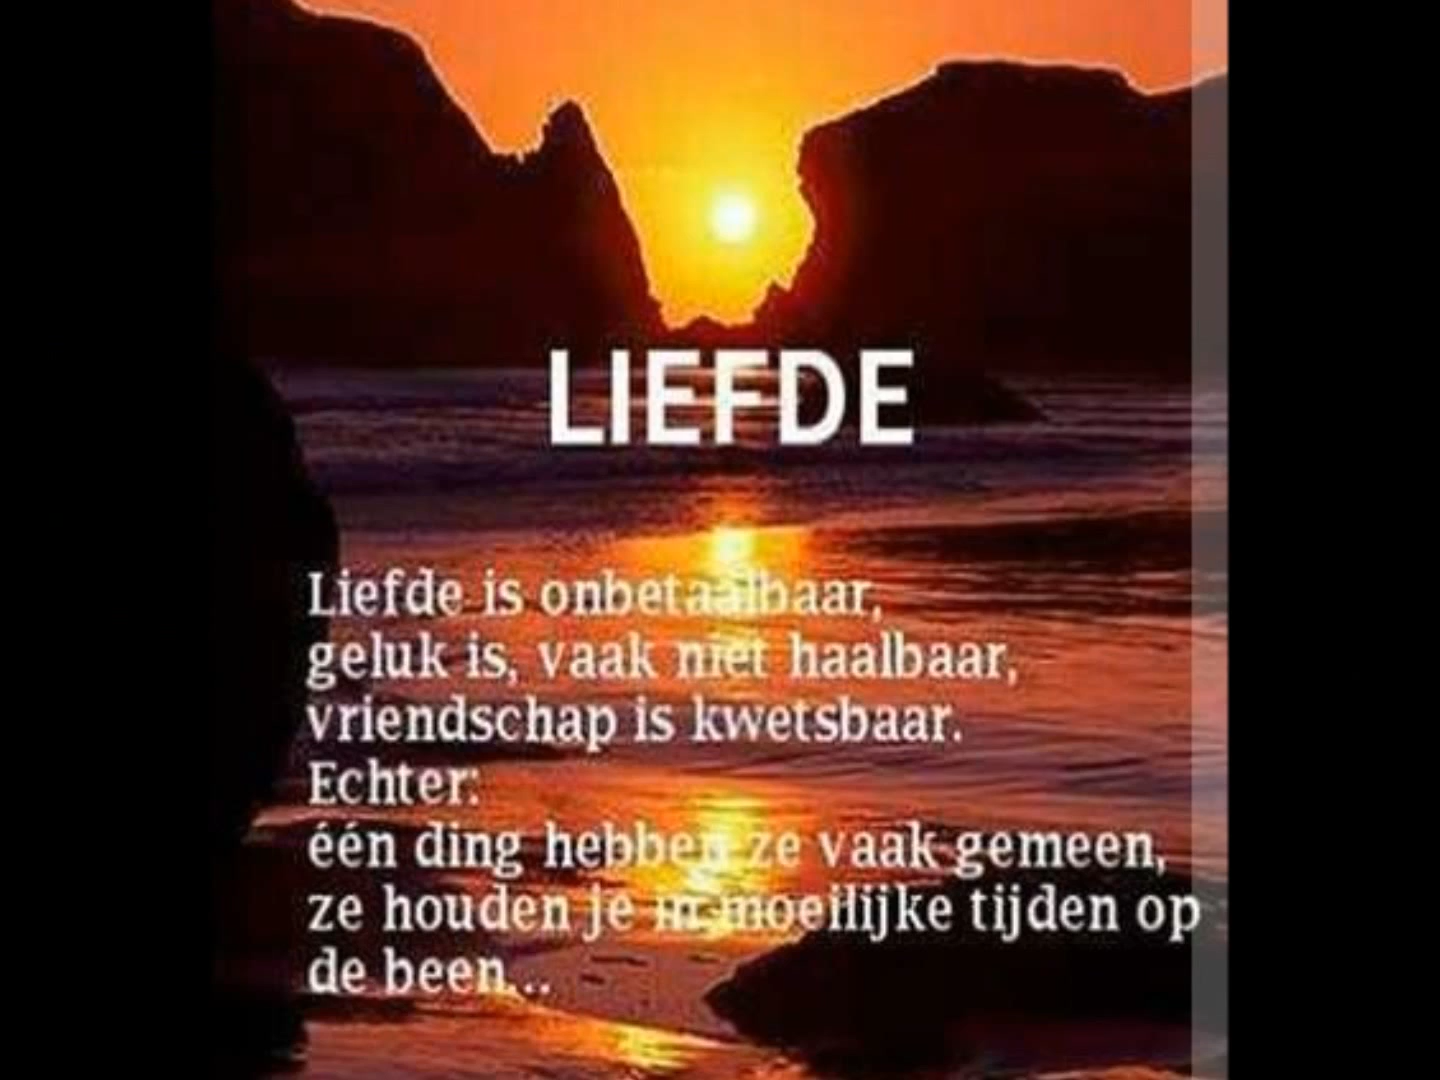 LIEFDE
Liefde is onbetaalbaar,
geluk is, vaak niet haalbaar,
vriendschap is kwetsbaar.
Echter:
één ding hebben ze vaak gemeen,
ze houden je in moeilijke tijden op
de been...